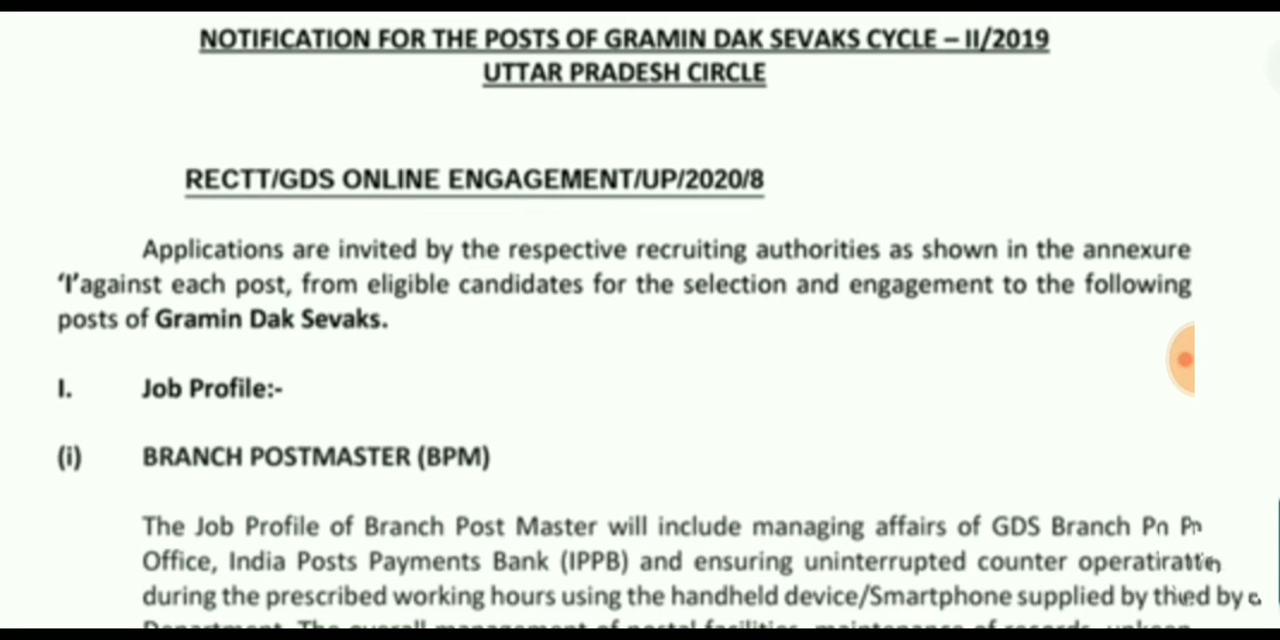 NOTIFICATION FOR THE POSTS OF GRAMIN DAK SEVAKS CYCLE – II/2019
UTTAR PRADESH CIRCLE
RECTT/GDS ONLINE ENGAGEMENT/UP/2020/8
Applications are invited by the respective recruiting authorities as shown in the annexure
‘I’against each post, from eligible candidates for the selection and engagement to the following
posts of Gramin Dak Sevaks.
I. Job Profile:-
(i) BRANCH POSTMASTER (BPM)
The Job Profile of Branch Post Master will include managing affairs of GDS Branch
Office, India Posts Payments Bank (IPPB) and ensuring uninterrupted counter
during the prescribed working hours using the handheld device/Smartphone supplied by